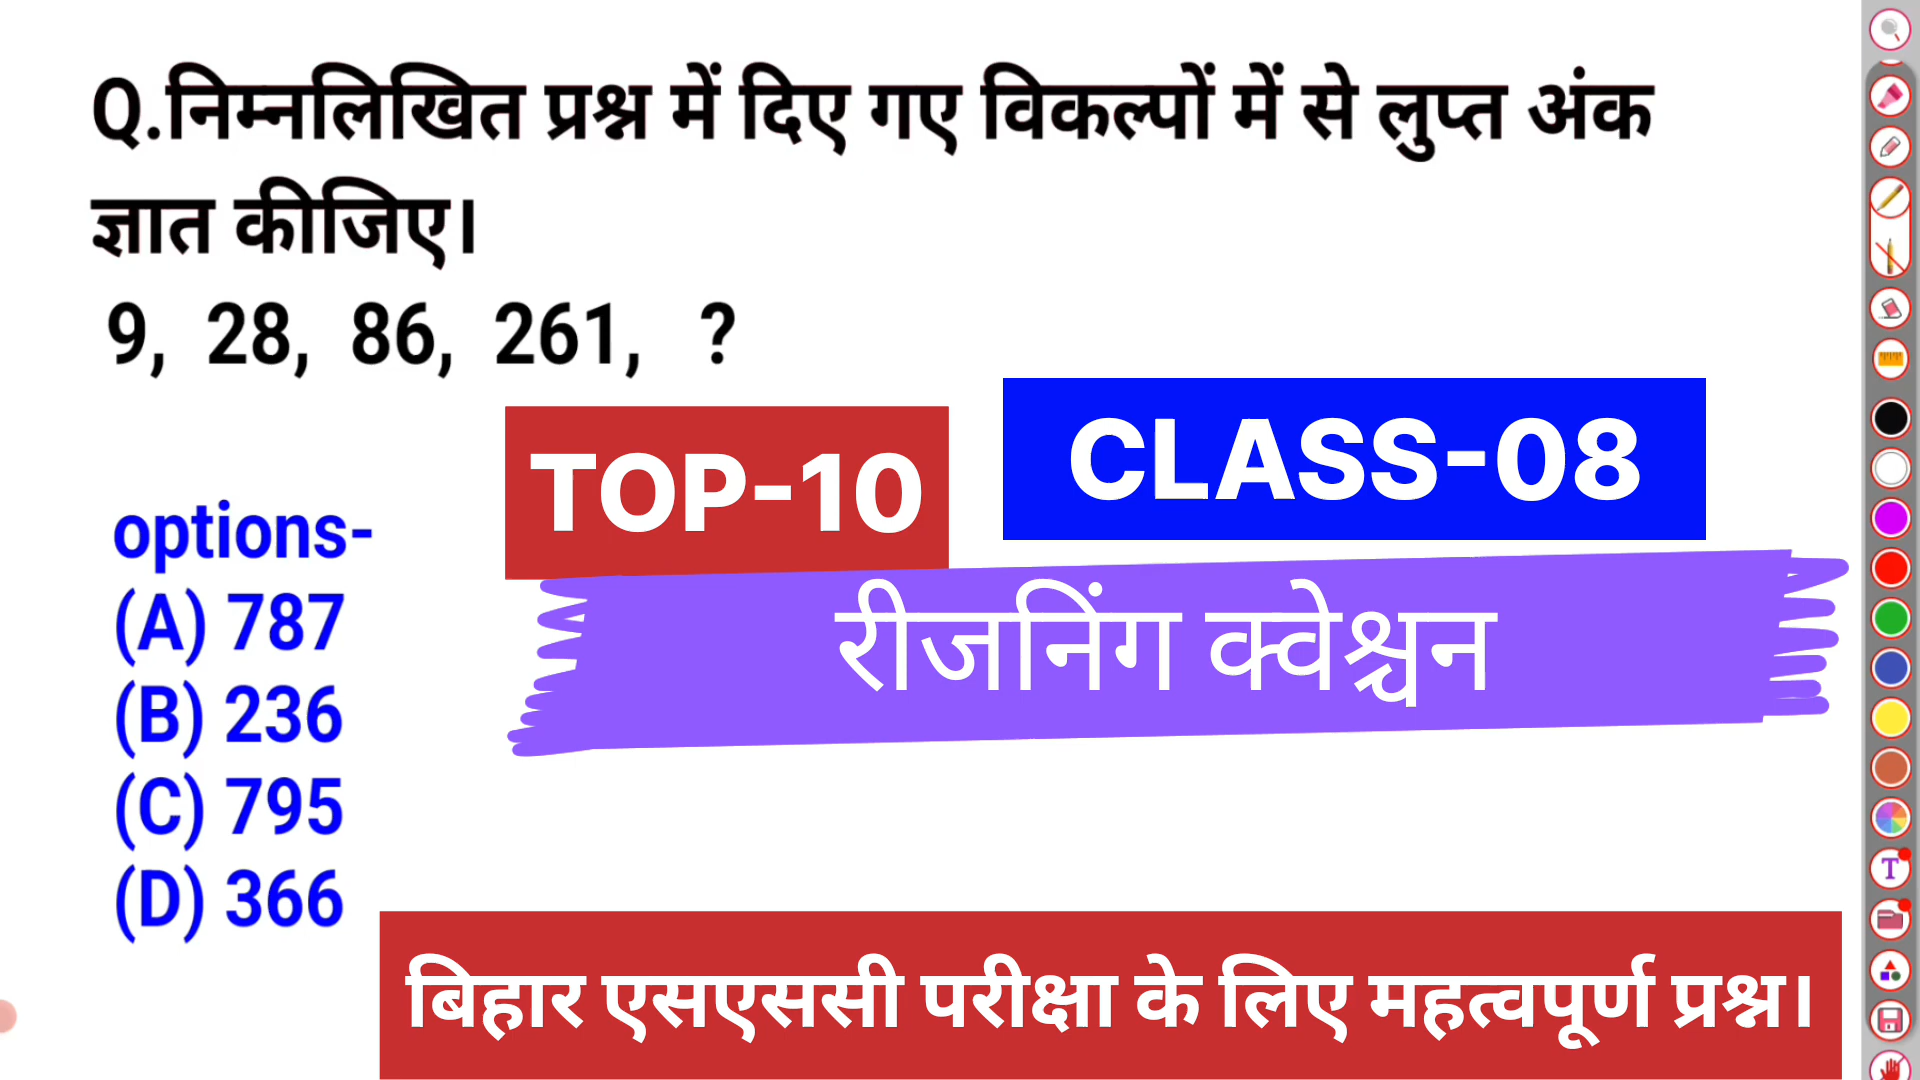 Q.निम्नलिखित प्रश्न में दिए गए विकल्पों में से लुप्त अंक
ज्ञात कीजिए।
9, 28, 86, 261, ?
TOP-10
CLASS-08
options-
रीजनिंग क्वेश्चन
(A) 787
(B) 236
(C) 795
(D) 366
बिहार एसएससी परीक्षा के लिए महत्वपूर्ण प्रश्न।
T